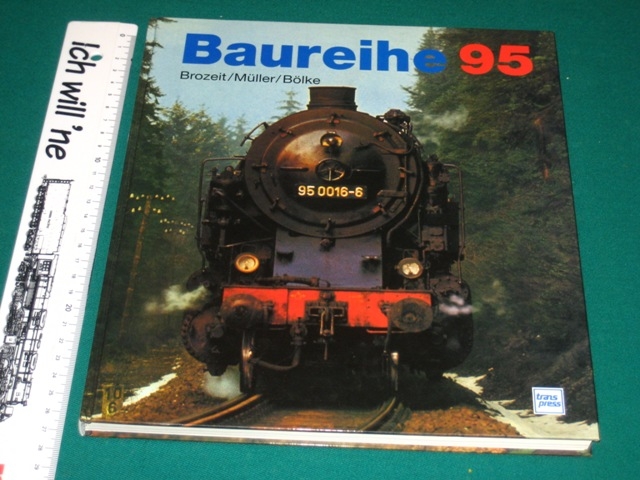 Ich will 'ne
Baureihe 95
Brozeit/Müller/Bölke
95 0016-6
trans
press